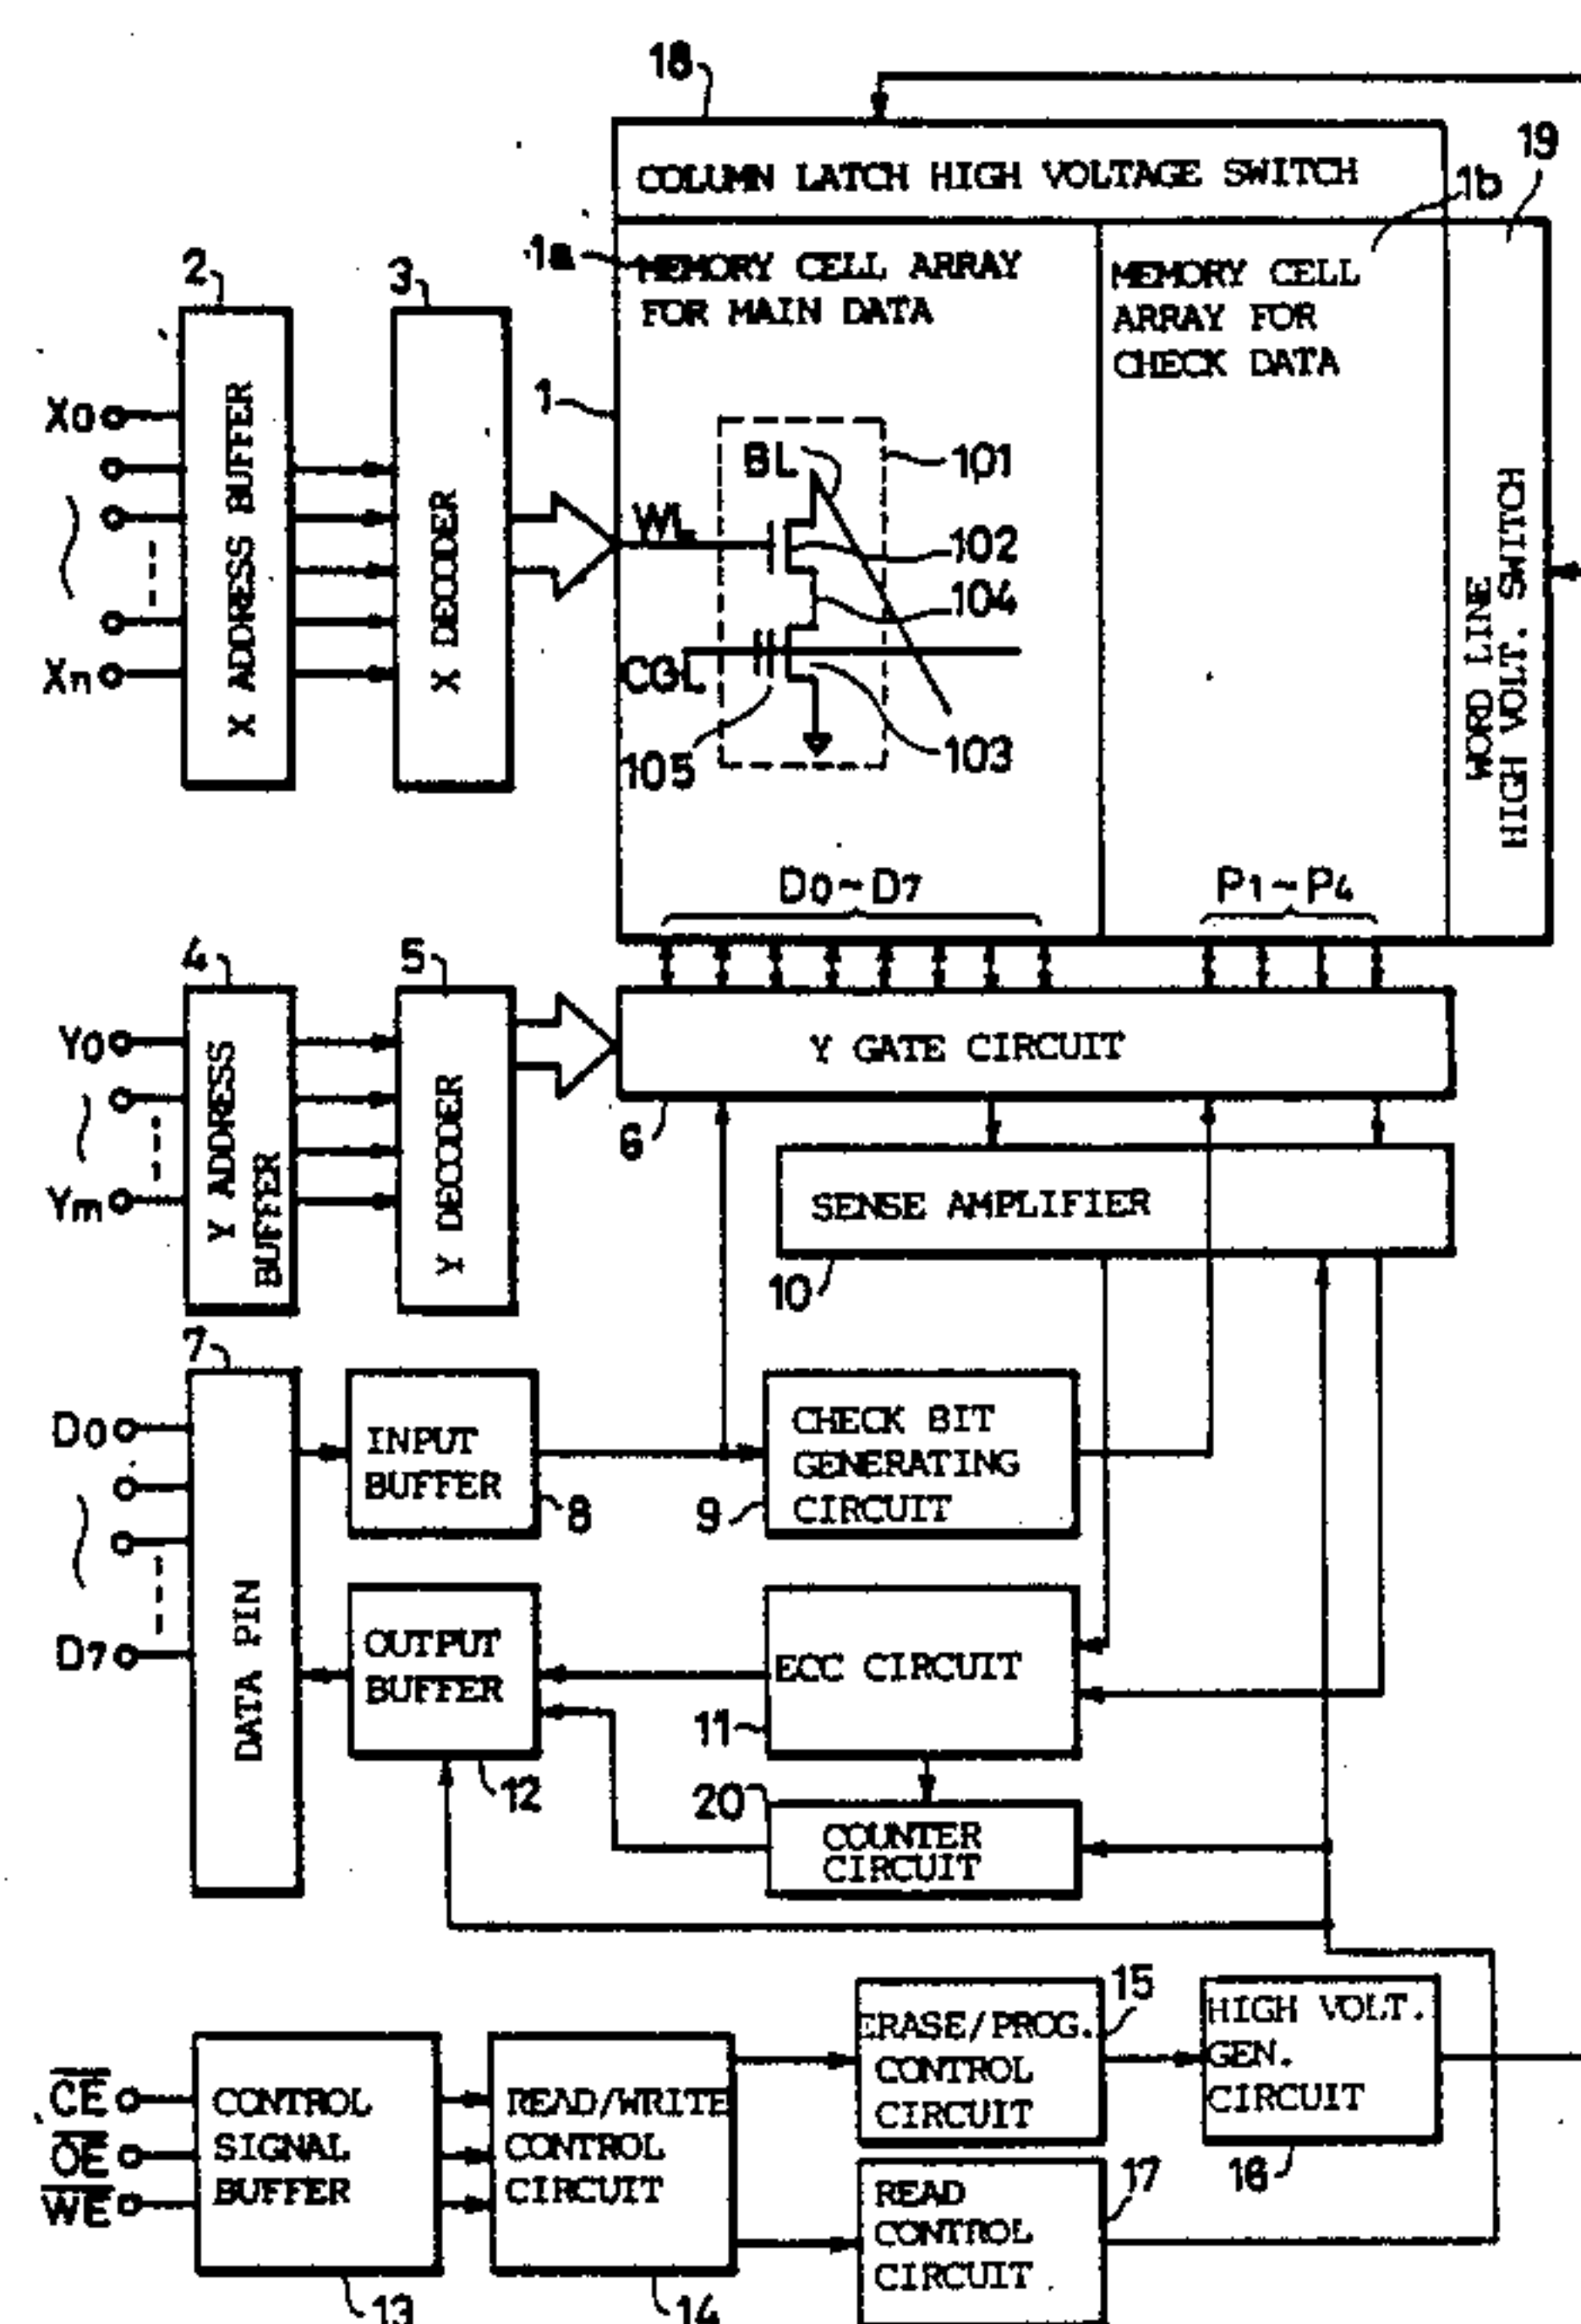 18
COLUMN LATCH HIGH VOLTAGE SWITCH
19
1b
1a
MEMORY CELL ARRAY
FOR MAIN DATA
MEMORY CELL
ARRAY FOR
CHECK DATA
2
3
1
X0
Xn
X ADDRESS BUFFER
X DECODER
WL
BL
101
102
104
CGL
105
103
WORD LINE
HIGH VOLT. SWITCH
D0~D7
P1~P4
4
5
Y0
Ym
Y ADDRESS
BUFFER
Y DECODER
Y GATE CIRCUIT
6
SENSE AMPLIFIER
10
7
D0
D7
DATA PIN
INPUT
BUFFER
8
CHECK BIT
GENERATING
CIRCUIT
9
OUTPUT
BUFFER
12
ECC CIRCUIT
11
20
COUNTER
CIRCUIT
15
ERASE/PROG.
CONTROL
CIRCUIT
HIGH VOLT.
GEN.
CIRCUIT
16
CE
OE
WE
CONTROL
SIGNAL
BUFFER
13
READ/WRITE
CONTROL
CIRCUIT
14
17
READ
CONTROL
CIRCUIT